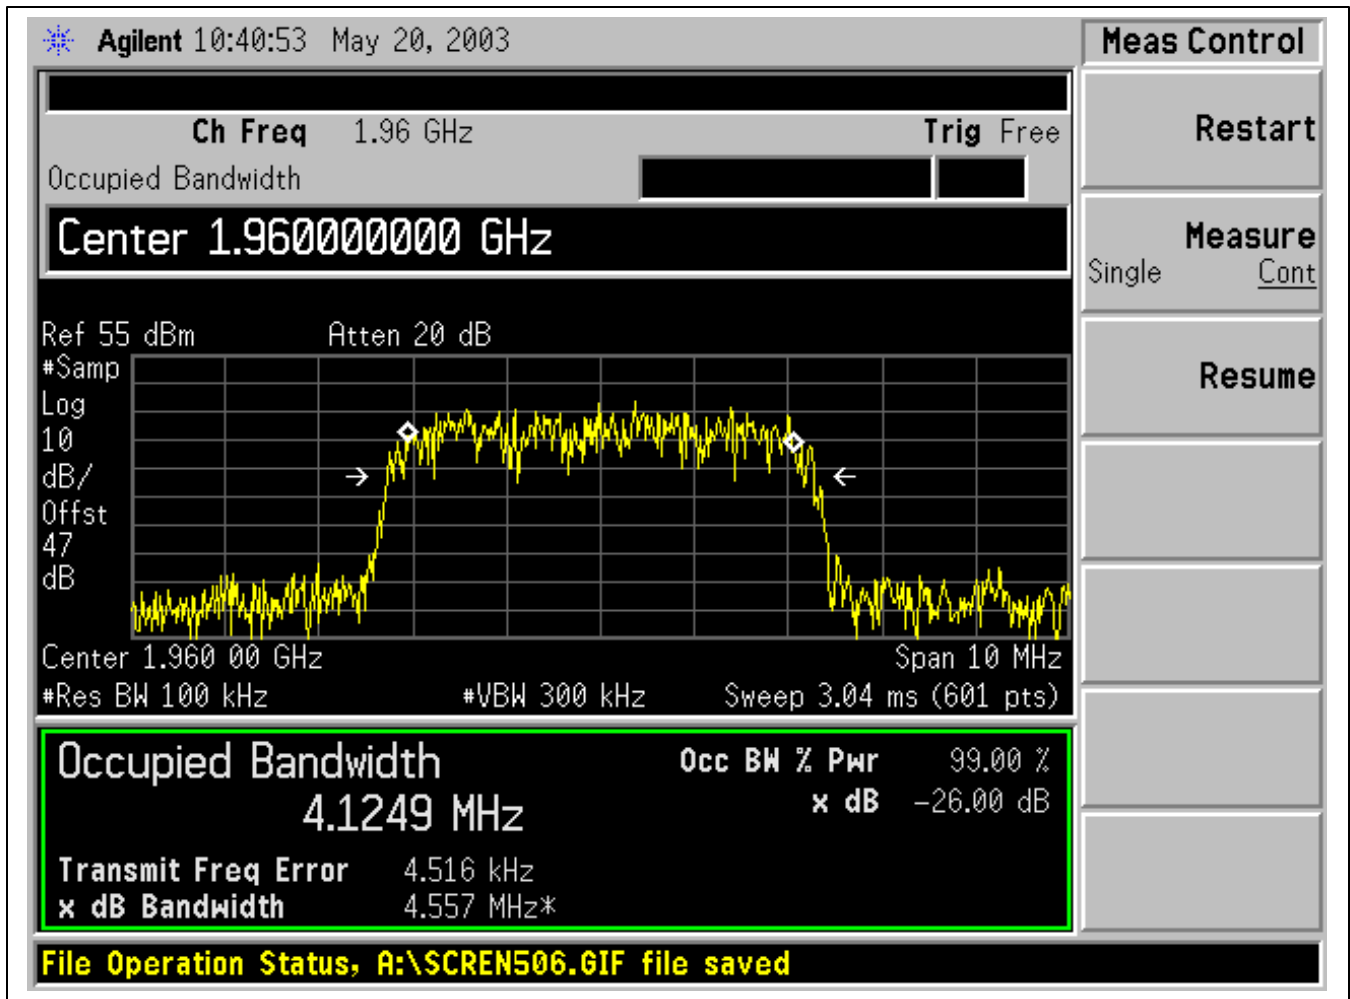 Agilent 10:40:53 May 20, 2003
Meas Control
Ch Freq 1.96 GHz Trig Free
Occupied Bandwidth
Center 1.960000000 GHz
Restart
Measure
Single Cont
Resume
Ref 55 dBm Atten 20 dB
#Samp
Log
10
dB/
Offst
47
dB
Center 1.960 00 GHz Span 10 MHz
#Res BW 100 kHz #VBW 300 kHz Sweep 3.04 ms (601 pts)
Occupied Bandwidth Occ BW % Pwr 99.00 %
4.1249 MHz x dB -26.00 dB
Transmit Freq Error 4.516 kHz
x dB Bandwidth 4.557 MHz*
File Operation Status, A:\SCREN506.GIF file saved